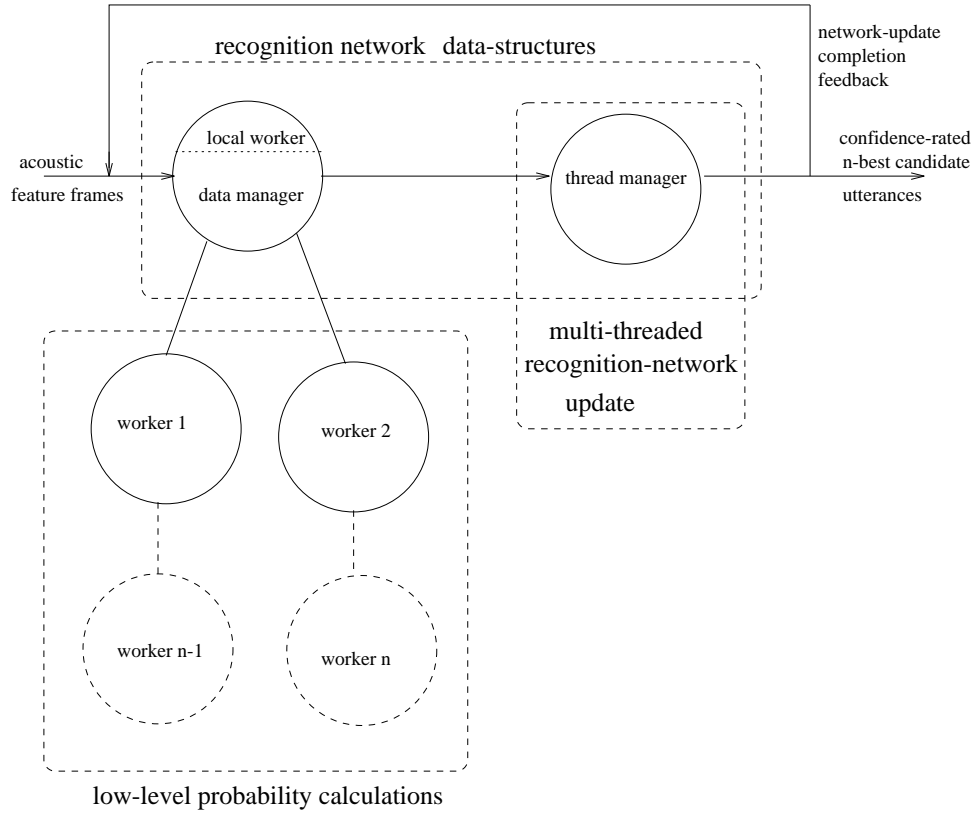 network-update
completion
feedback
recognition network data-structures
local worker
data manager
acoustic
feature frames
thread manager
confidence-rated
n-best candidate
utterances
multi-threaded
recognition-network
update
worker 1
worker 2
worker n-1
worker n
low-level probability calculations